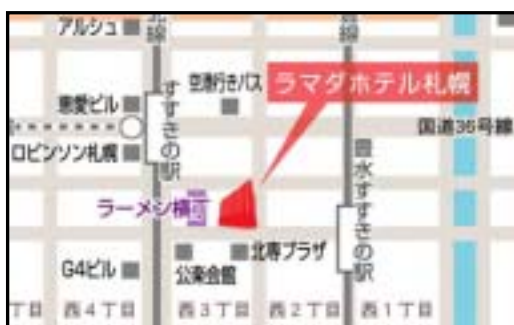 アルシュ
北線
豊線
空港行きバス
ラマダホテル札幌
恵愛ビル
すすきの駅
国道36号線
ロビンソン札幌
豊水すすきの駅
ラーメン横丁
北専プラザ
G4ビル
公楽会館
丁目
西4丁目
西3丁目
西2丁目
西1丁目